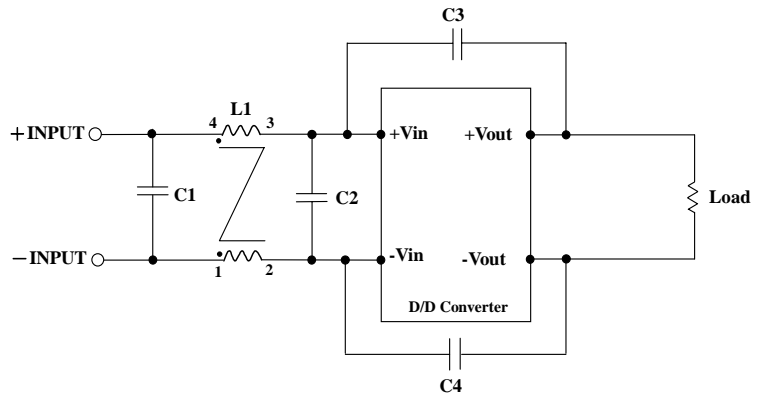 C3
L1
4
3
+INPUT
+Vin
+Vout
C1
C2
Load
−INPUT
-Vin
-Vout
1
2
D/D Converter
C4